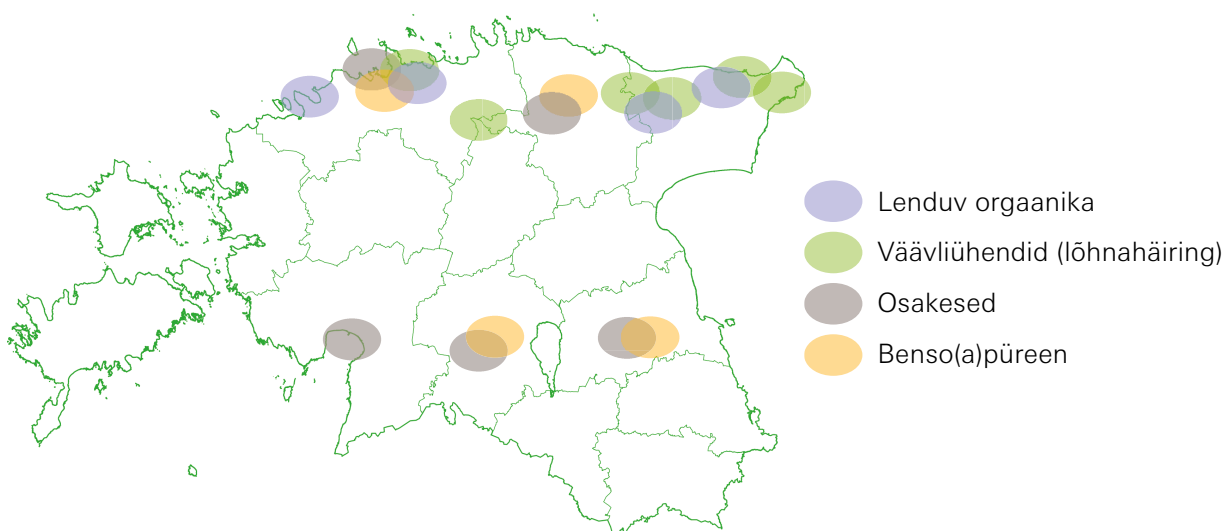 Lenduv orgaanika
Väävliühendid (lõhnahäiring)
Osakesed
Benso(a)püreen